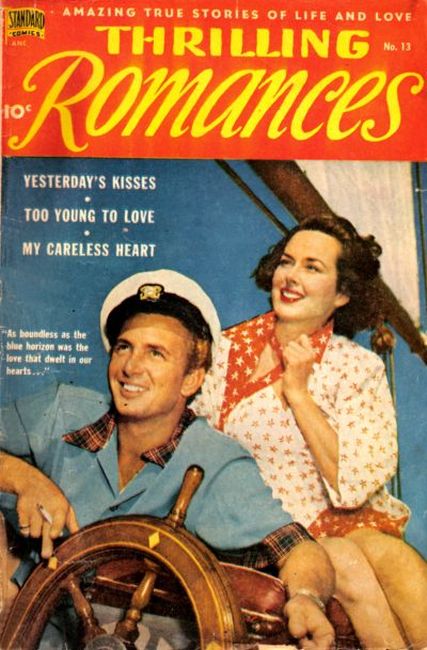 STANDARD
COMICS
ANC.
AMAZING TRUE STORIES OF LIFE AND LOVE
THRILLING
No. 13
10¢
Romances
YESTERDAY'S KISSES
•
TOO YOUNG TO LOVE
•
MY CARELESS HEART
"As boundless as the
blue horizon was the
love that dwelt in our
hearts..."